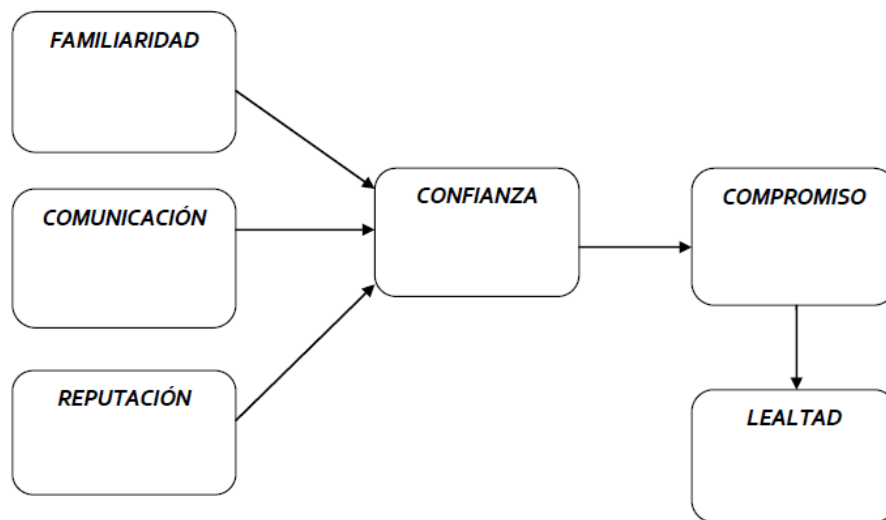 FAMILIARIDAD
COMUNICACIÓN
REPUTACIÓN
CONFIANZA
COMPROMISO
LEALTAD